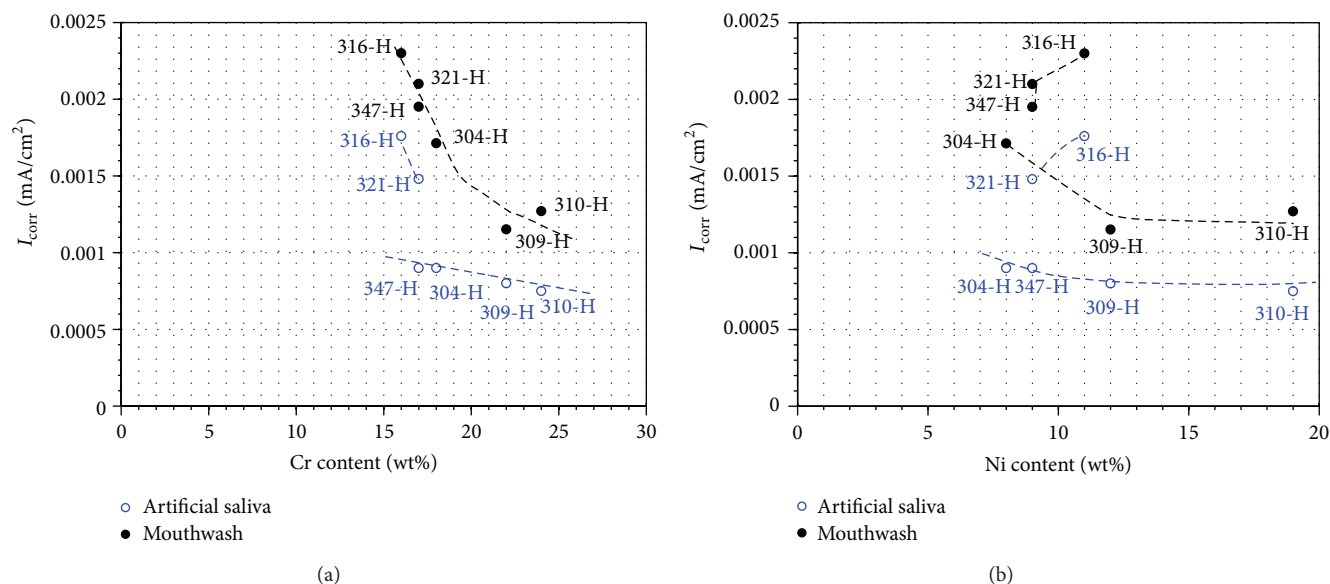 0.0025
0.002
0.0015
0.001
0.0005
0
I_corr (mA/cm²)
316-H
321-H
347-H
304-H
316-H
321-H
310-H
309-H
347-H
304-H
309-H
310-H
0 5 10 15 20 25 30
Cr content (wt%)
Artificial saliva
Mouthwash
(a)
0.0025
0.002
0.0015
0.001
0.0005
0
I_corr (mA/cm²)
316-H
321-H
347-H
304-H
316-H
321-H
310-H
309-H
304-H
347-H
309-H
310-H
0 5 10 15 20
Ni content (wt%)
Artificial saliva
Mouthwash
(b)